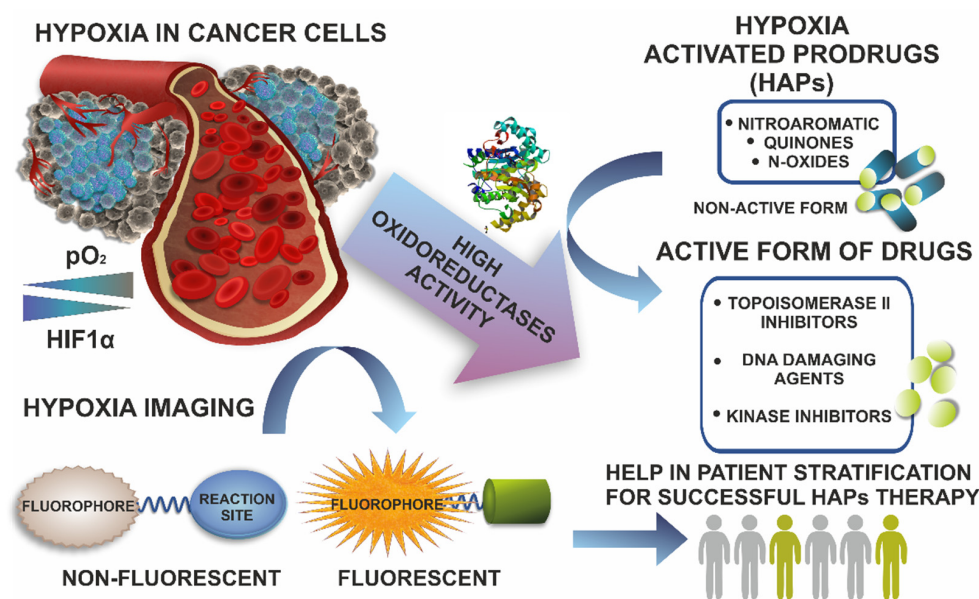 HYPOXIA IN CANCER CELLS
pO₂
HIF1α
HIGH
OXIDOREDUCTASES
ACTIVITY
HYPOXIA
ACTIVATED PRODRUGS
(HAPs)
• NITROAROMATIC
• QUINONES
• N-OXIDES
NON-ACTIVE FORM
ACTIVE FORM OF DRUGS
• TOPOISOMERASE II
INHIBITORS
• DNA DAMAGING
AGENTS
• KINASE INHIBITORS
HYPOXIA IMAGING
FLUOROPHORE
REACTION
SITE
NON-FLUORESCENT
FLUOROPHORE
FLUORESCENT
HELP IN PATIENT STRATIFICATION
FOR SUCCESSFUL HAPs THERAPY